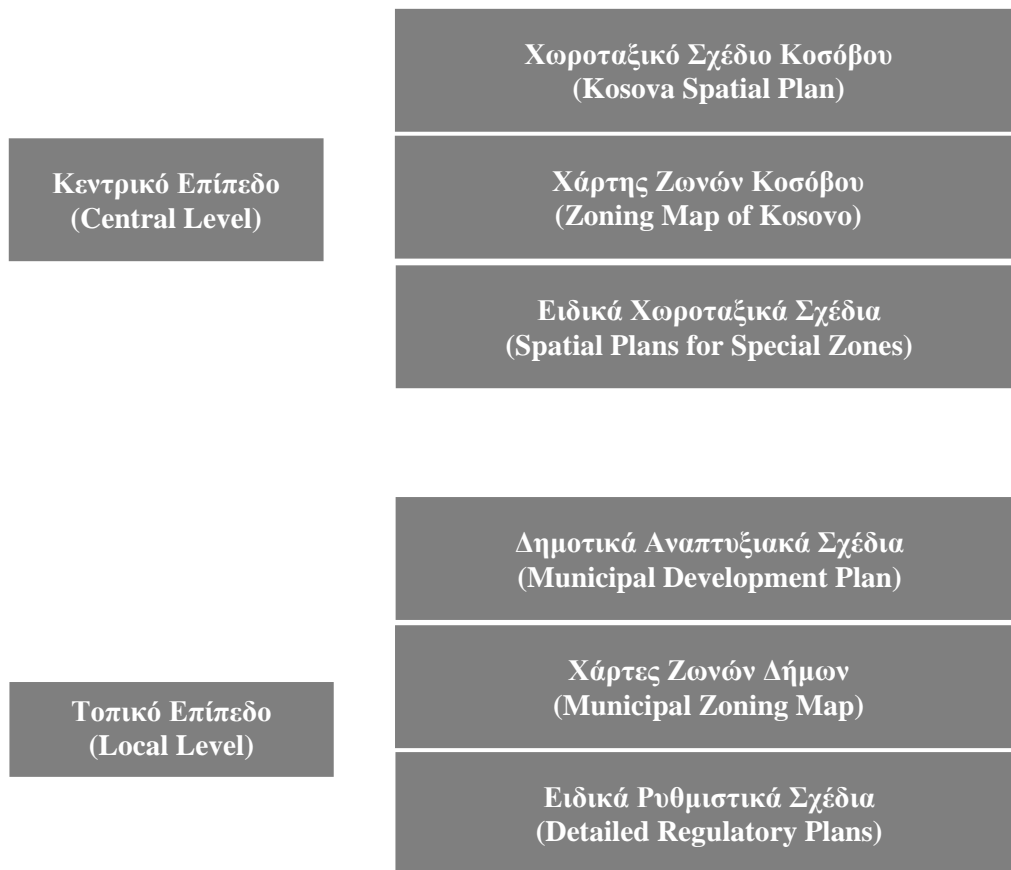 Χωροταξικό Σχέδιο Κοσόβου
(Kosova Spatial Plan)
Κεντρικό Επίπεδο
(Central Level)
Χάρτης Ζωνών Κοσόβου
(Zoning Map of Kosovo)
Ειδικά Χωροταξικά Σχέδια
(Spatial Plans for Special Zones)
Δημοτικά Αναπτυξιακά Σχέδια
(Municipal Development Plan)
Τοπικό Επίπεδο
(Local Level)
Χάρτες Ζωνών Δήμων
(Municipal Zoning Map)
Ειδικά Ρυθμιστικά Σχέδια
(Detailed Regulatory Plans)